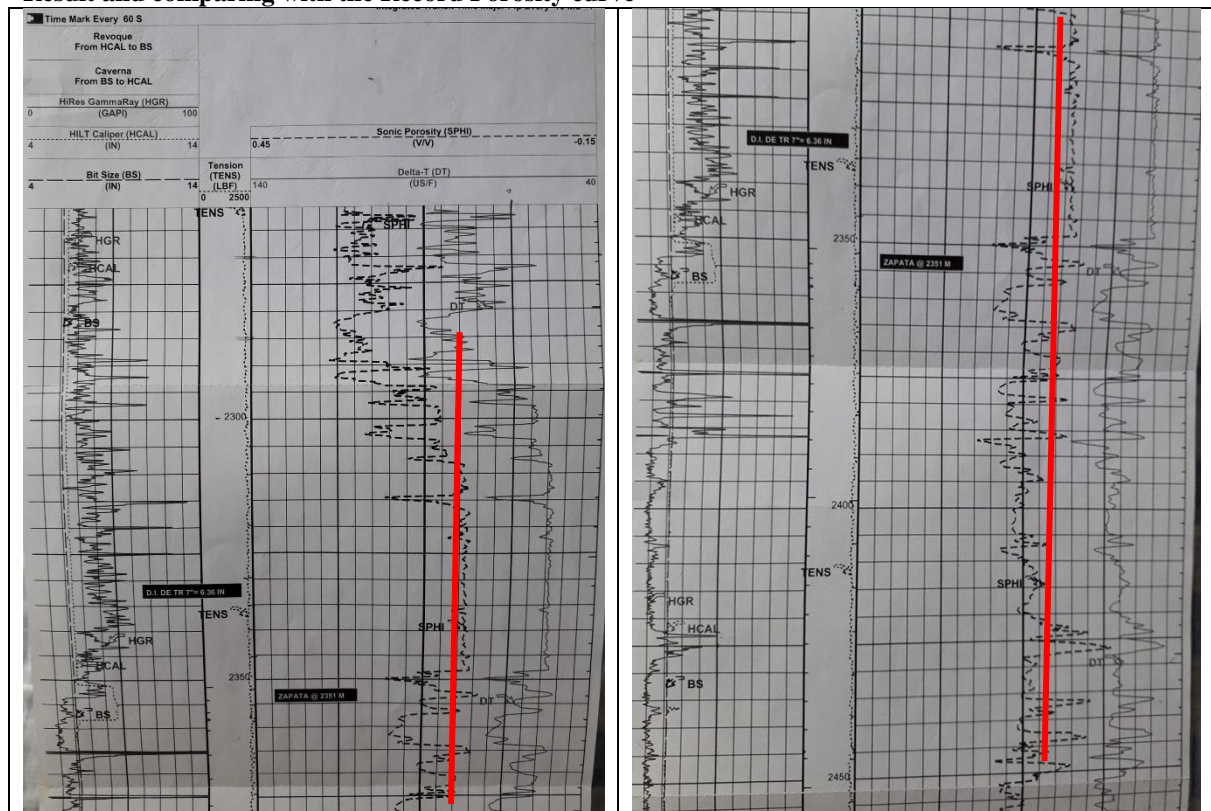 Result and comparing with the Record Porosity curve
Time Mark Every 60 S
Revoque
From HCAL to BS
Caverna
From BS to HCAL
HiRes GammaRay (HGR)
0 (GAPI) 100
HILT Caliper (HCAL)
4 (IN) 14
Bit Size (BS)
4 (IN) 14
Tension
(TENS)
(LBF)
0 2500
Sonic Porosity (SPHI)
0.45 (V/V) -0.15
Delta-T (DT)
140 (US/F) 40
TENS
SPHI
HGR
HCAL
DT
BS
2300
D.I. DE TR 7"= 6.36 IN
TENS
SPHI
HGR
HCAL
2350
ZAPATA @ 2351 M
DT
BS
D.I. DE TR 7"= 6.36 IN
TENS
SPHI
HGR
HCAL
2350
ZAPATA @ 2351 M
DT
BS
2400
TENS
SPHI
HGR
HCAL
DT
BS
2450